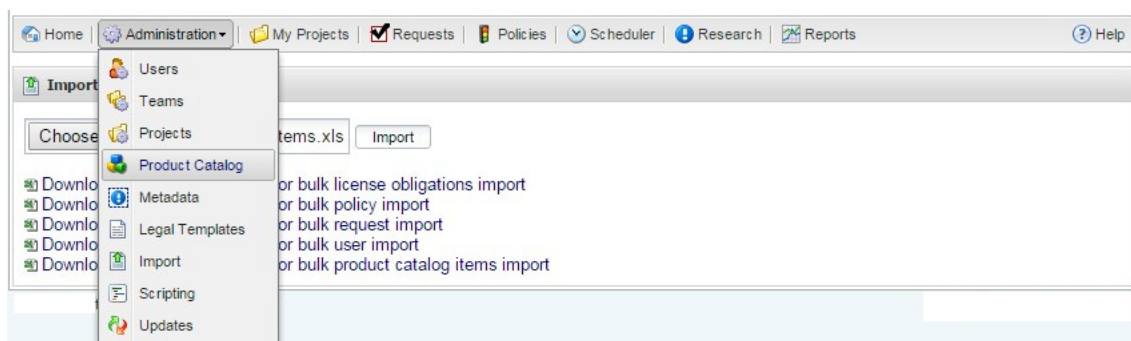 Home Administration My Projects Requests Policies Scheduler Research Reports Help
Import
Users
Teams
Choose tems.xls Import
Projects
Product Catalog
Downlo or bulk license obligations import
Metadata
Downlo or bulk policy import
Downlo or bulk request import
Legal Templates
Downlo or bulk user import
Downlo or bulk product catalog items import
Import
Scripting
Updates